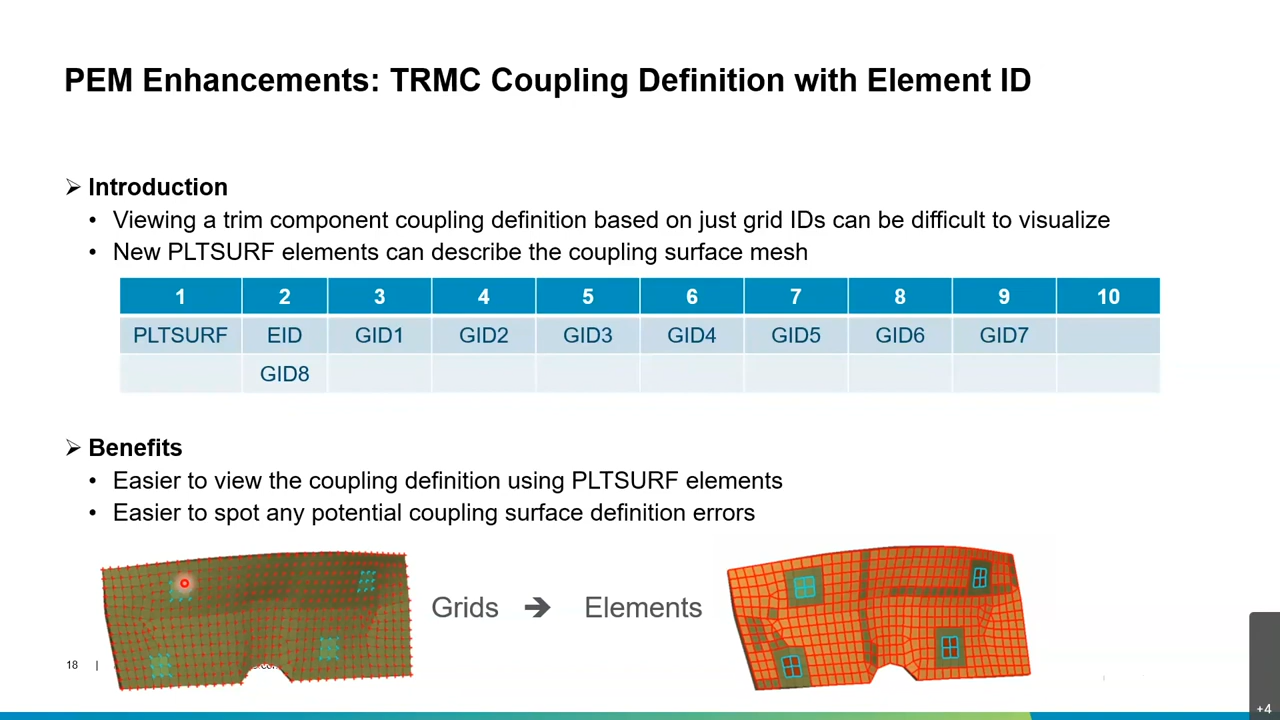 PEM Enhancements: TRMC Coupling Definition with Element ID
Introduction
Viewing a trim component coupling definition based on just grid IDs can be difficult to visualize
New PLTSURF elements can describe the coupling surface mesh
1 2 3 4 5 6 7 8 9 10
PLTSURF EID GID1 GID2 GID3 GID4 GID5 GID6 GID7
GID8
Benefits
Easier to view the coupling definition using PLTSURF elements
Easier to spot any potential coupling surface definition errors
Grids ➔ Elements
18 |
+4